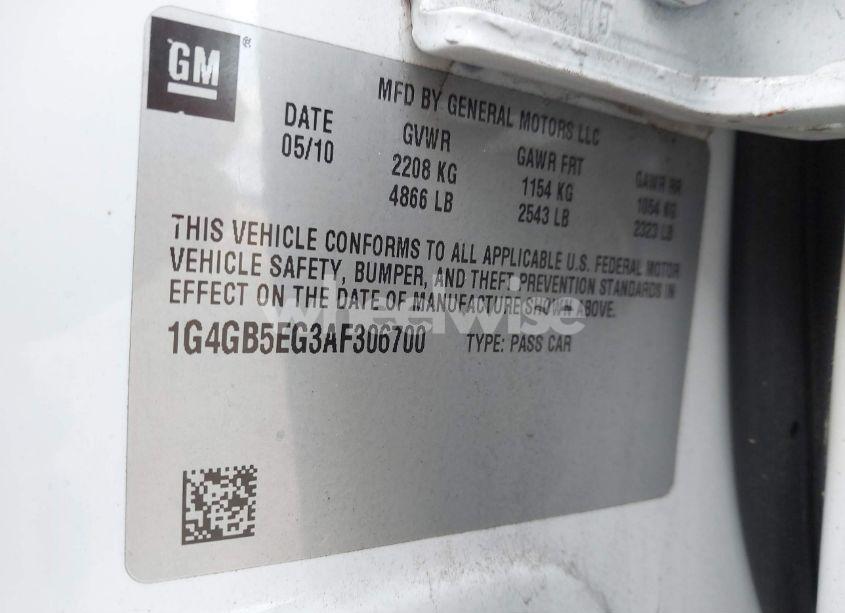 GM
®
MFD BY GENERAL MOTORS LLC
DATE GVWR GAWR FRT GAWR RR
05/10 2208 KG 1154 KG 1054 KG
4866 LB 2543 LB 2323 LB
THIS VEHICLE CONFORMS TO ALL APPLICABLE U.S. FEDERAL MOTOR
VEHICLE SAFETY, BUMPER, AND THEFT PREVENTION STANDARDS IN
EFFECT ON THE DATE OF MANUFACTURE SHOWN ABOVE.
1G4GB5EG3AF306700 TYPE: PASS CAR
wheelwise